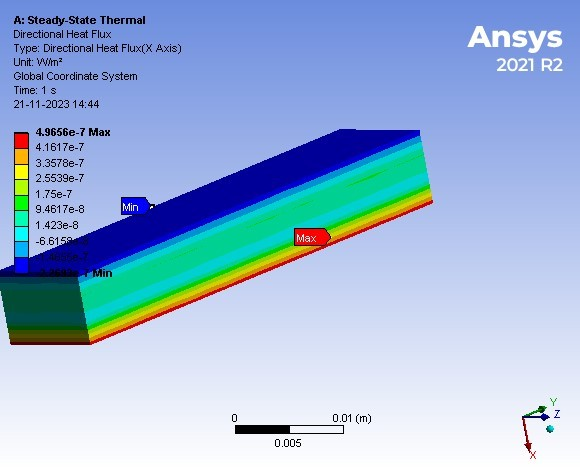 A: Steady-State Thermal
Directional Heat Flux
Type: Directional Heat Flux(X Axis)
Unit: W/m²
Global Coordinate System
Time: 1 s
21-11-2023 14:44
Ansys
2021 R2
4.9656e-7 Max
4.1617e-7
3.3578e-7
2.5539e-7
1.75e-7
9.4617e-8
1.423e-8
Min
Max
Min
0
0.01 (m)
0.005
Y
Z
X